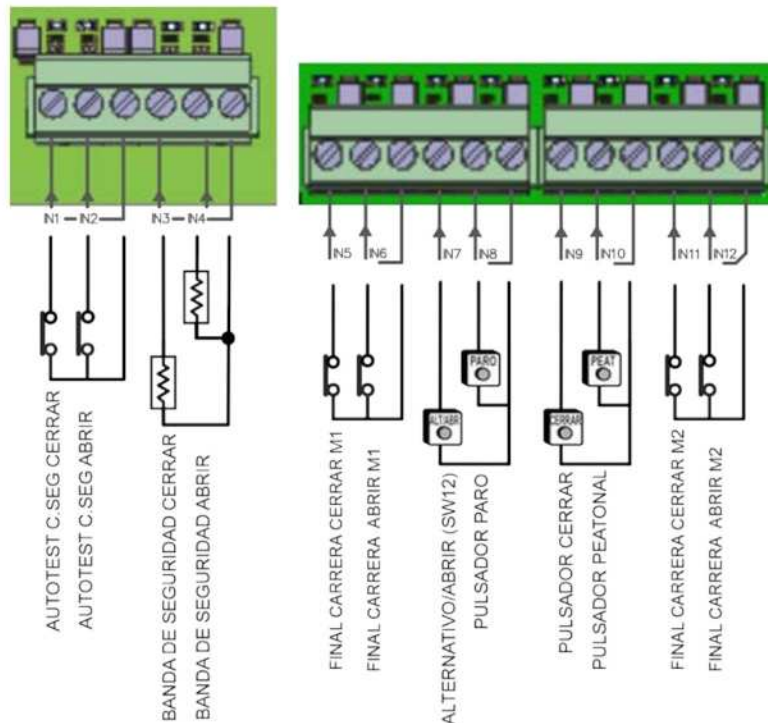 IN1
IN2
IN3
IN4
IN5
IN6
IN7
IN8
IN9
IN10
IN11
IN12
PARO
ALT/ABR
PEAT
CERRAR
AUTOTEST C.SEG CERRAR
AUTOTEST C.SEG ABRIR
BANDA DE SEGURIDAD CERRAR
BANDA DE SEGURIDAD ABRIR
FINAL CARRERA CERRAR M1
FINAL CARRERA ABRIR M1
ALTERNATIVO/ABRIR (SW12)
PULSADOR PARO
PULSADOR CERRAR
PULSADOR PEATONAL
FINAL CARRERA CERRAR M2
FINAL CARRERA ABRIR M2